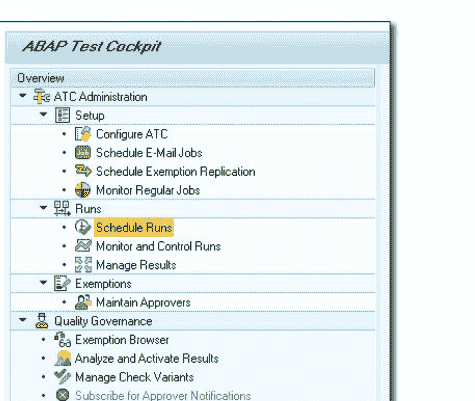 ABAP Test Cockpit
Overview
ATC Administration
Setup
Configure ATC
Schedule E-Mail Jobs
Schedule Exemption Replication
Monitor Regular Jobs
Runs
Schedule Runs
Monitor and Control Runs
Manage Results
Exemptions
Maintain Approvers
Quality Governance
Exemption Browser
Analyze and Activate Results
Manage Check Variants
Subscribe for Approver Notifications